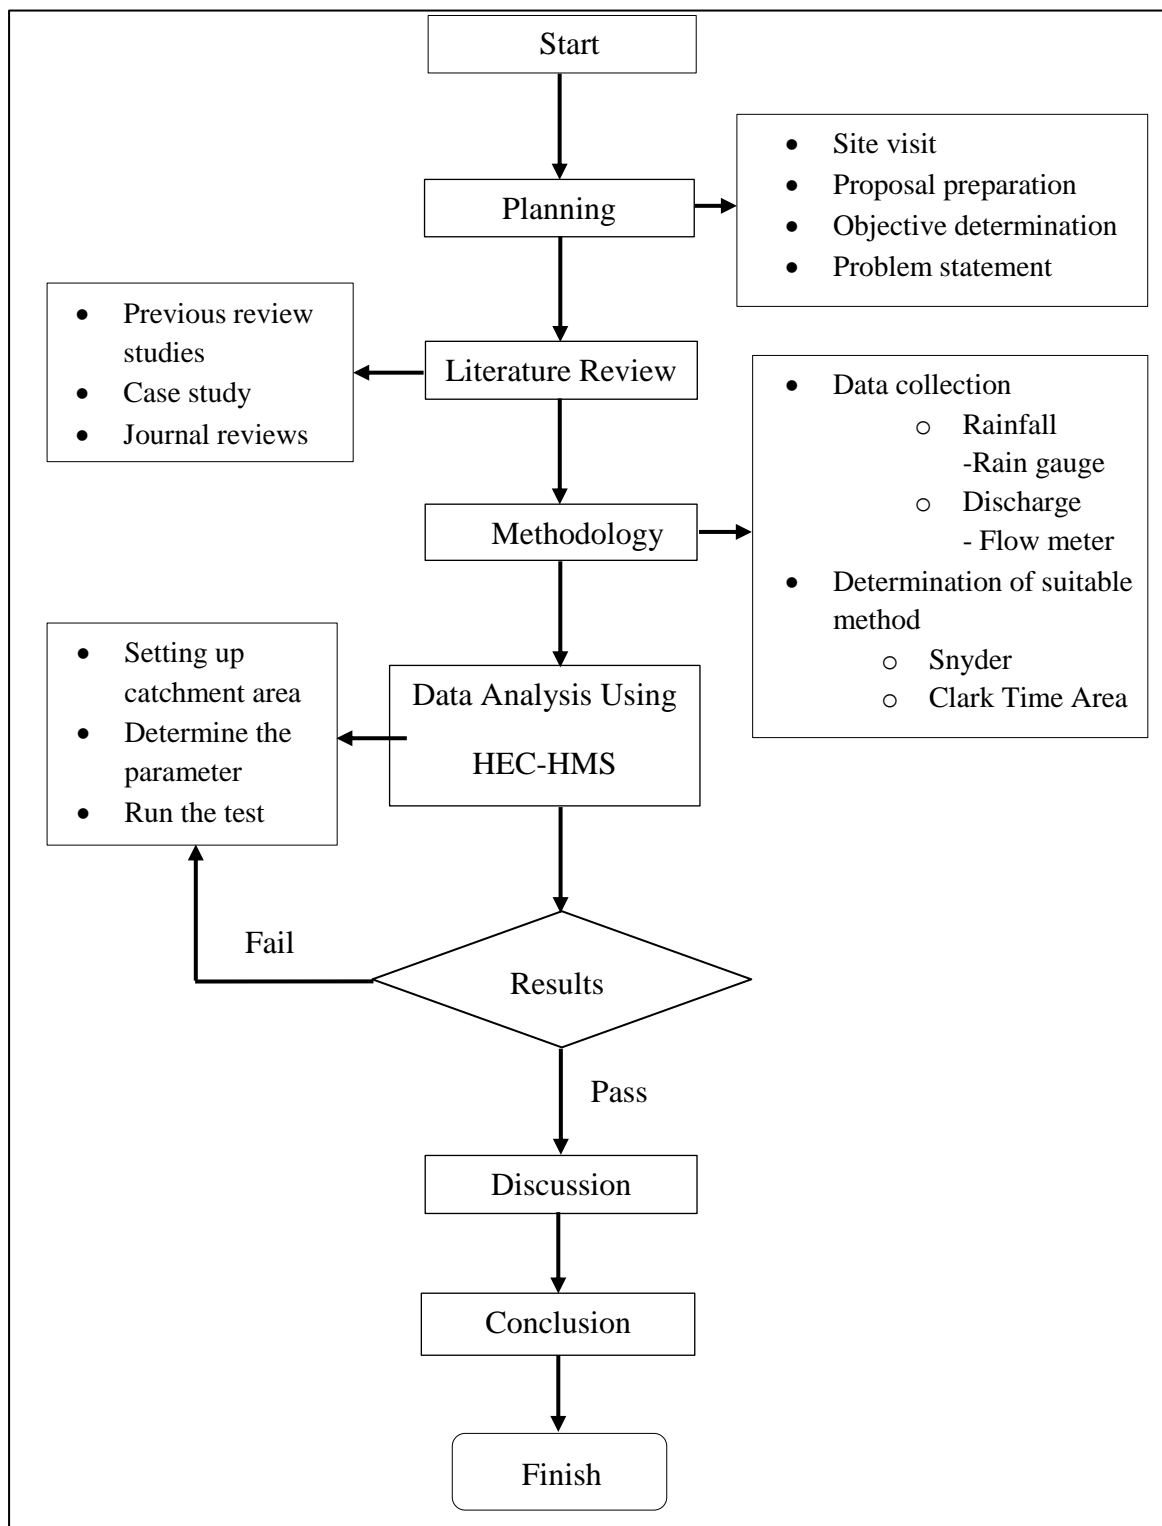 Start
Planning
• Site visit
• Proposal preparation
• Objective determination
• Problem statement
Literature Review
• Previous review
studies
• Case study
• Journal reviews
Methodology
• Data collection
o Rainfall
-Rain gauge
o Discharge
- Flow meter
• Determination of suitable
method
o Snyder
o Clark Time Area
Data Analysis Using
HEC-HMS
• Setting up
catchment area
• Determine the
parameter
• Run the test
Results
Fail
Pass
Discussion
Conclusion
Finish